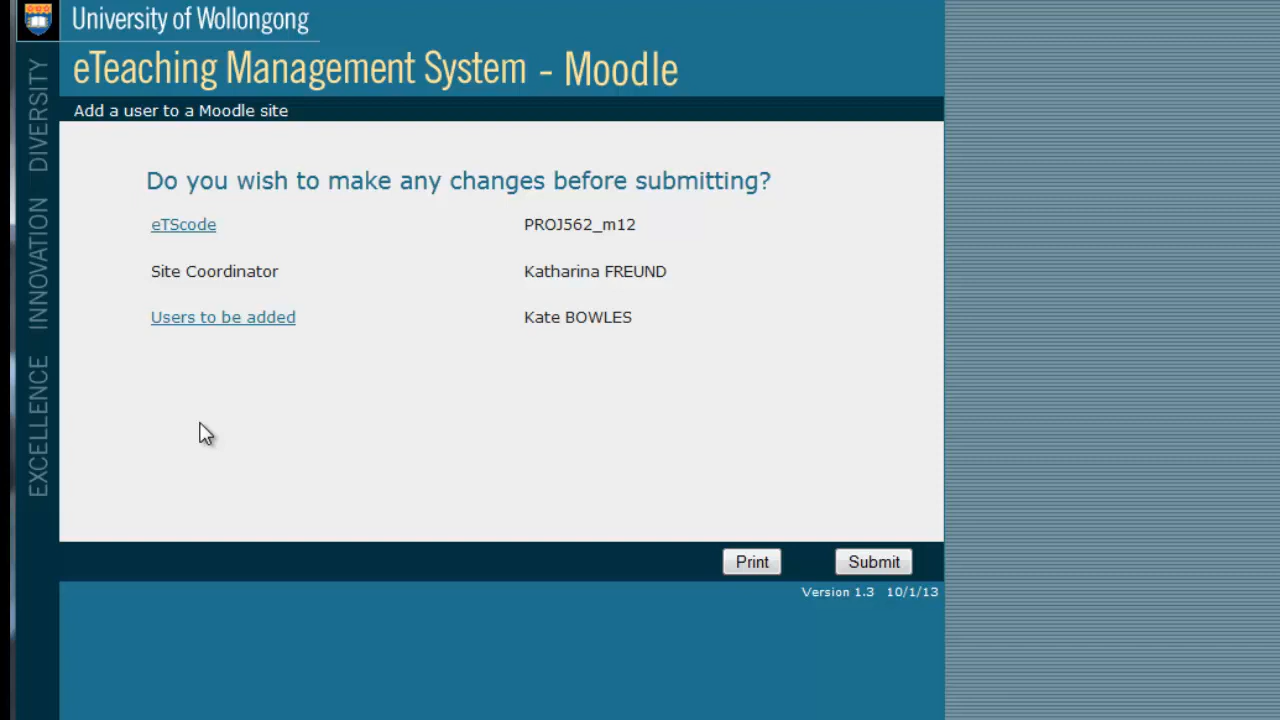 University of Wollongong
eTeaching Management System - Moodle
Add a user to a Moodle site
EXCELLENCE INNOVATION DIVERSITY
Do you wish to make any changes before submitting?
eTScode PROJ562_m12
Site Coordinator Katharina FREUND
Users to be added Kate BOWLES
Print Submit
Version 1.3 10/1/13